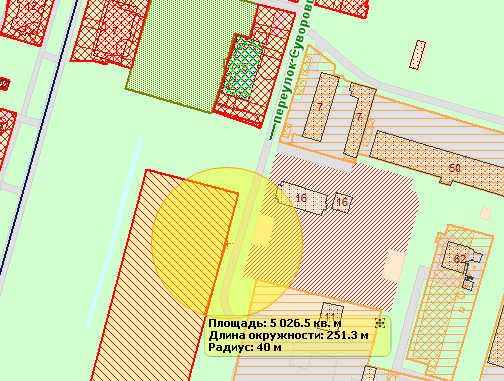 переулок Суворов
7
7
50
16
16
62
11
Площадь: 5 026.5 кв. м
Длина окружности: 251.3 м
Радиус: 40 м